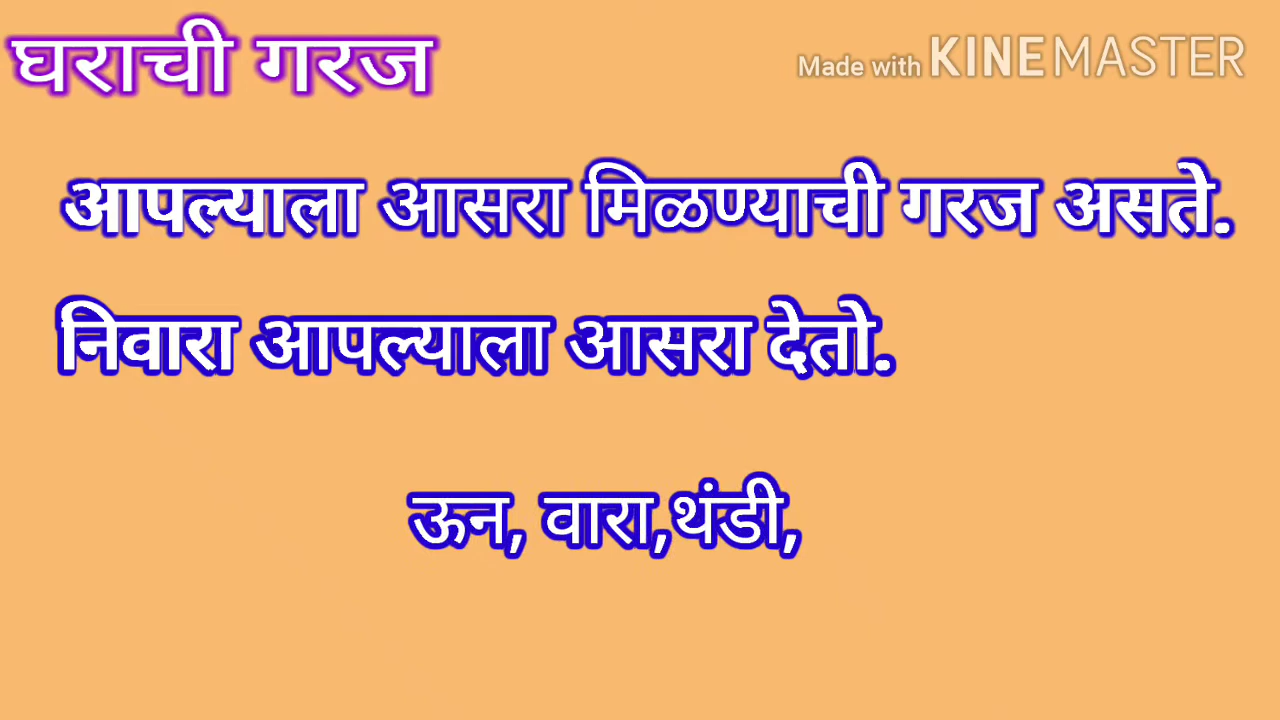 घराची गरज
Made with KINEMASTER
आपल्याला आसरा मिळण्याची गरज असते.
निवारा आपल्याला आसरा देतो.
ऊन, वारा,थंडी,